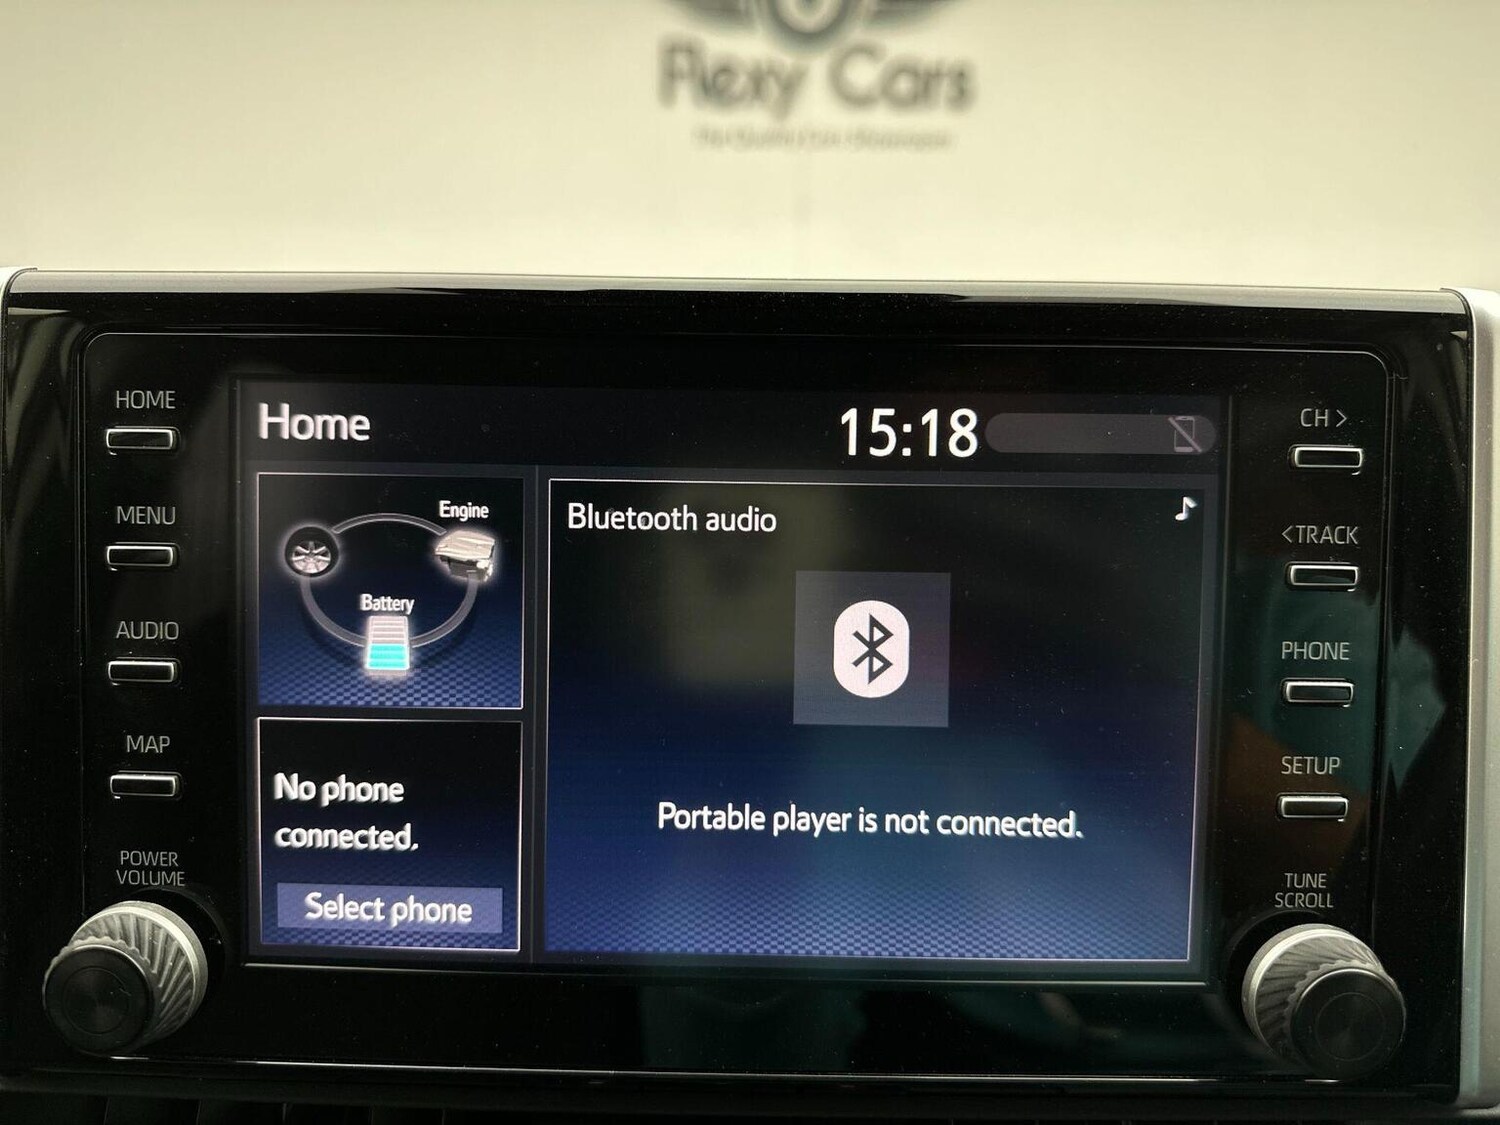 Flexy Cars
HOME
MENU
AUDIO
MAP
POWER
VOLUME
Home
15:18
Engine
Battery
No phone
connected.
Select phone
Bluetooth audio
Portable player is not connected.
CH >
<TRACK
PHONE
SETUP
TUNE
SCROLL